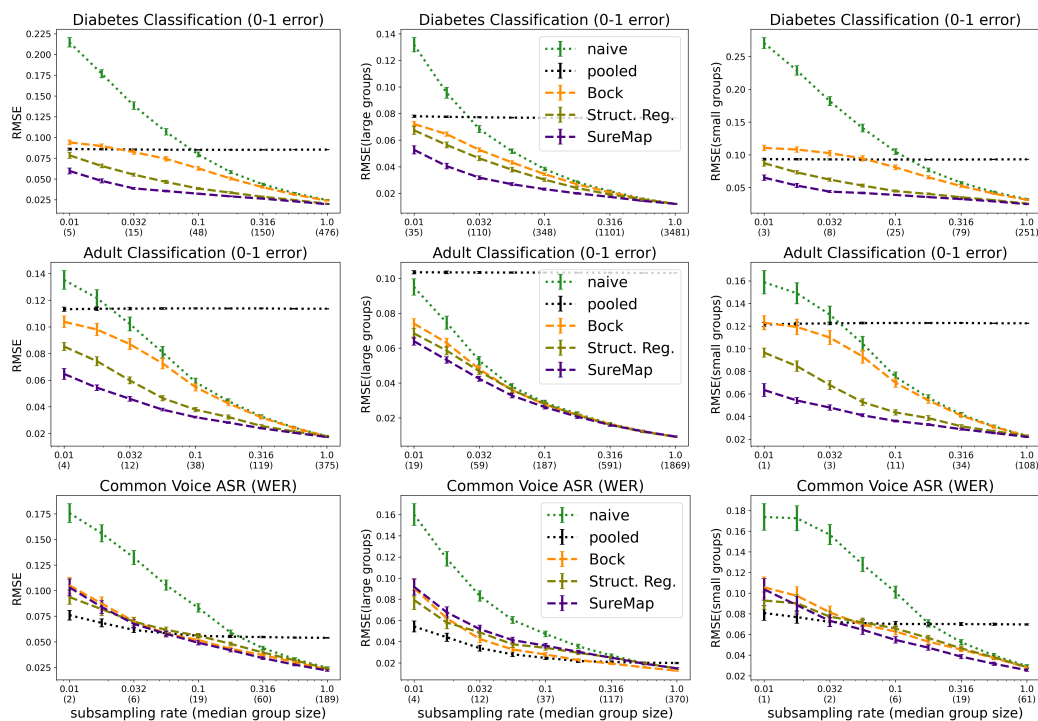 Diabetes Classification (0-1 error)
RMSE
0.225
0.200
0.175
0.150
0.125
0.100
0.075
0.050
0.025
0.01 0.032 0.1 0.316 1.0
(5) (15) (48) (150) (476)
Diabetes Classification (0-1 error)
RMSE(large groups)
0.14
0.12
0.10
0.08
0.06
0.04
0.02
naive
pooled
Bock
Struct. Reg.
SureMap
0.01 0.032 0.1 0.316 1.0
(35) (110) (348) (1101) (3481)
Diabetes Classification (0-1 error)
RMSE(small groups)
0.25
0.20
0.15
0.10
0.05
0.01 0.032 0.1 0.316 1.0
(3) (8) (25) (79) (251)
Adult Classification (0-1 error)
RMSE
0.14
0.12
0.10
0.08
0.06
0.04
0.02
0.01 0.032 0.1 0.316 1.0
(4) (12) (38) (119) (375)
Adult Classification (0-1 error)
RMSE(large groups)
0.10
0.08
0.06
0.04
0.02
naive
pooled
Bock
Struct. Reg.
SureMap
0.01 0.032 0.1 0.316 1.0
(19) (59) (187) (591) (1869)
Adult Classification (0-1 error)
RMSE(small groups)
0.16
0.14
0.12
0.10
0.08
0.06
0.04
0.02
0.01 0.032 0.1 0.316 1.0
(1) (3) (11) (34) (108)
Common Voice ASR (WER)
RMSE
0.175
0.150
0.125
0.100
0.075
0.050
0.025
0.01 0.032 0.1 0.316 1.0
(2) (6) (19) (60) (189)
subsampling rate (median group size)
Common Voice ASR (WER)
RMSE(large groups)
0.16
0.14
0.12
0.10
0.08
0.06
0.04
0.02
naive
pooled
Bock
Struct. Reg.
SureMap
0.01 0.032 0.1 0.316 1.0
(4) (12) (37) (117) (370)
subsampling rate (median group size)
Common Voice ASR (WER)
RMSE(small groups)
0.18
0.16
0.14
0.12
0.10
0.08
0.06
0.04
0.02
0.01 0.032 0.1 0.316 1.0
(1) (2) (6) (19) (61)
subsampling rate (median group size)